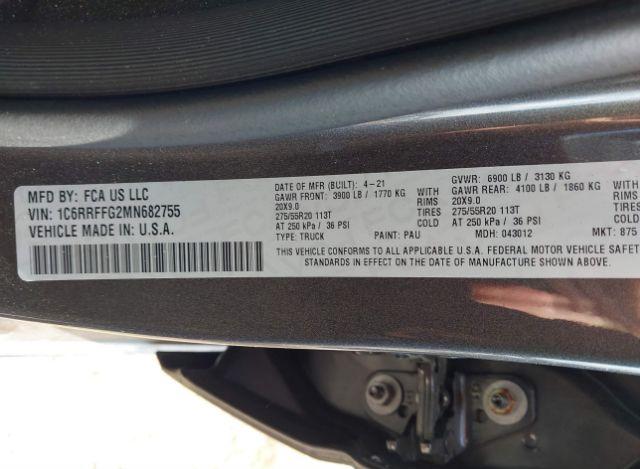 MFD BY: FCA US LLC
VIN: 1C6RRFFG2MN682755
VEHICLE MADE IN: U.S.A.
DATE OF MFR (BUILT): 4-21
GAWR FRONT: 3900 LB / 1770 KG WITH
20X9.0 RIMS
275/55R20 113T TIRES
AT 250 kPa / 36 PSI COLD
TYPE: TRUCK PAINT: PAU
GVWR: 6900 LB / 3130 KG
GAWR REAR: 4100 LB / 1860 KG WITH
20X9.0 RIMS
275/55R20 113T TIRES
AT 250 kPa / 36 PSI COLD
MDH: 043012 MKT: 875
THIS VEHICLE CONFORMS TO ALL APPLICABLE U.S.A. FEDERAL MOTOR VEHICLE SAFETY
STANDARDS IN EFFECT ON THE DATE OF MANUFACTURE SHOWN ABOVE.